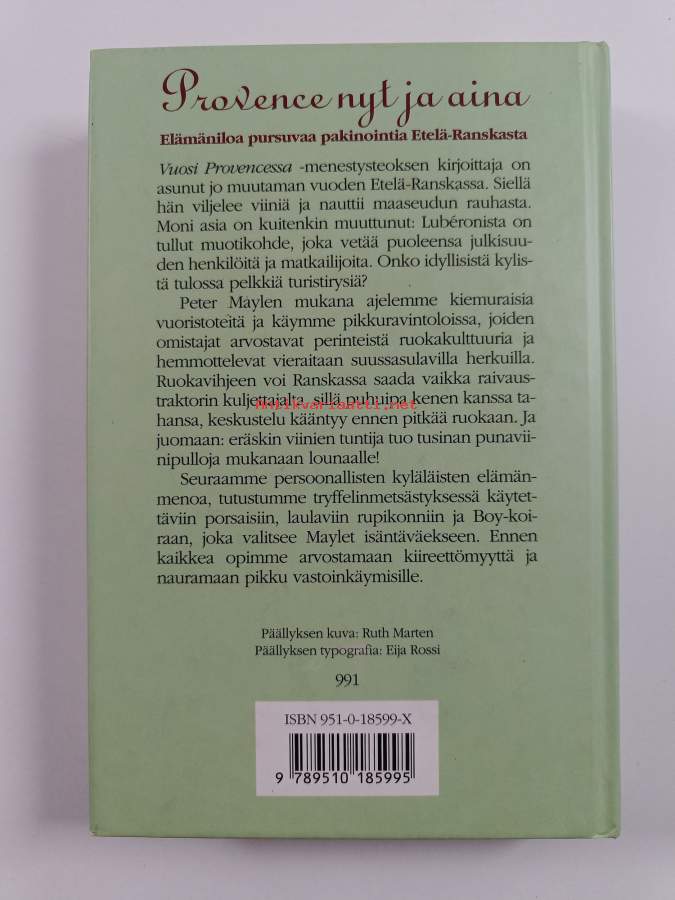 Provence nyt ja aina
Elämäniloa pursuvaa pakinointia Etelä-Ranskasta
Vuosi Provencessa -menestysteoksen kirjoittaja on
asunut jo muutaman vuoden Etelä-Ranskassa. Siellä
hän viljelee viiniä ja nauttii maaseudun rauhasta.
Moni asia on kuitenkin muuttunut: Lubéronista on
tullut muotikohde, joka vetää puoleensa julkisuu-
den henkilöitä ja matkailijoita. Onko idyllisistä kylis-
tä tulossa pelkkiä turistirysiä?
Peter Maylen mukana ajelemme kiemuraisia
vuoristoteitä ja käymme pikkuravintoloissa, joiden
omistajat arvostavat perinteistä ruokakulttuuria ja
hemmottelevat vieraitaan suussasulavilla herkuilla.
Ruokavihjeen voi Ranskassa saada vaikka raivaus-
traktorin kuljettajalta, sillä puhuipa kenen kanssa ta-
Antikvariaatti.net
hansa, keskustelu kääntyy ennen pitkää ruokaan. Ja
juomaan: eräskin viinien tuntija tuo tusinan punavii-
nipulloja mukanaan lounaalle!
Seuraamme persoonallisten kyläläisten elämän-
menoa, tutustumme tryffelinmetsästyksessä käytet-
täviin porsaisiin, laulaviin rupikonniin ja Boy-koi-
raan, joka valitsee Maylet isäntäväekseen. Ennen
kaikkea opimme arvostamaan kiireettömyyttä ja
nauramaan pikku vastoinkäymisille.
Päällyksen kuva: Ruth Marten
Päällyksen typografia: Eija Rossi
991
ISBN 951-0-18599-X
9 789510 185995